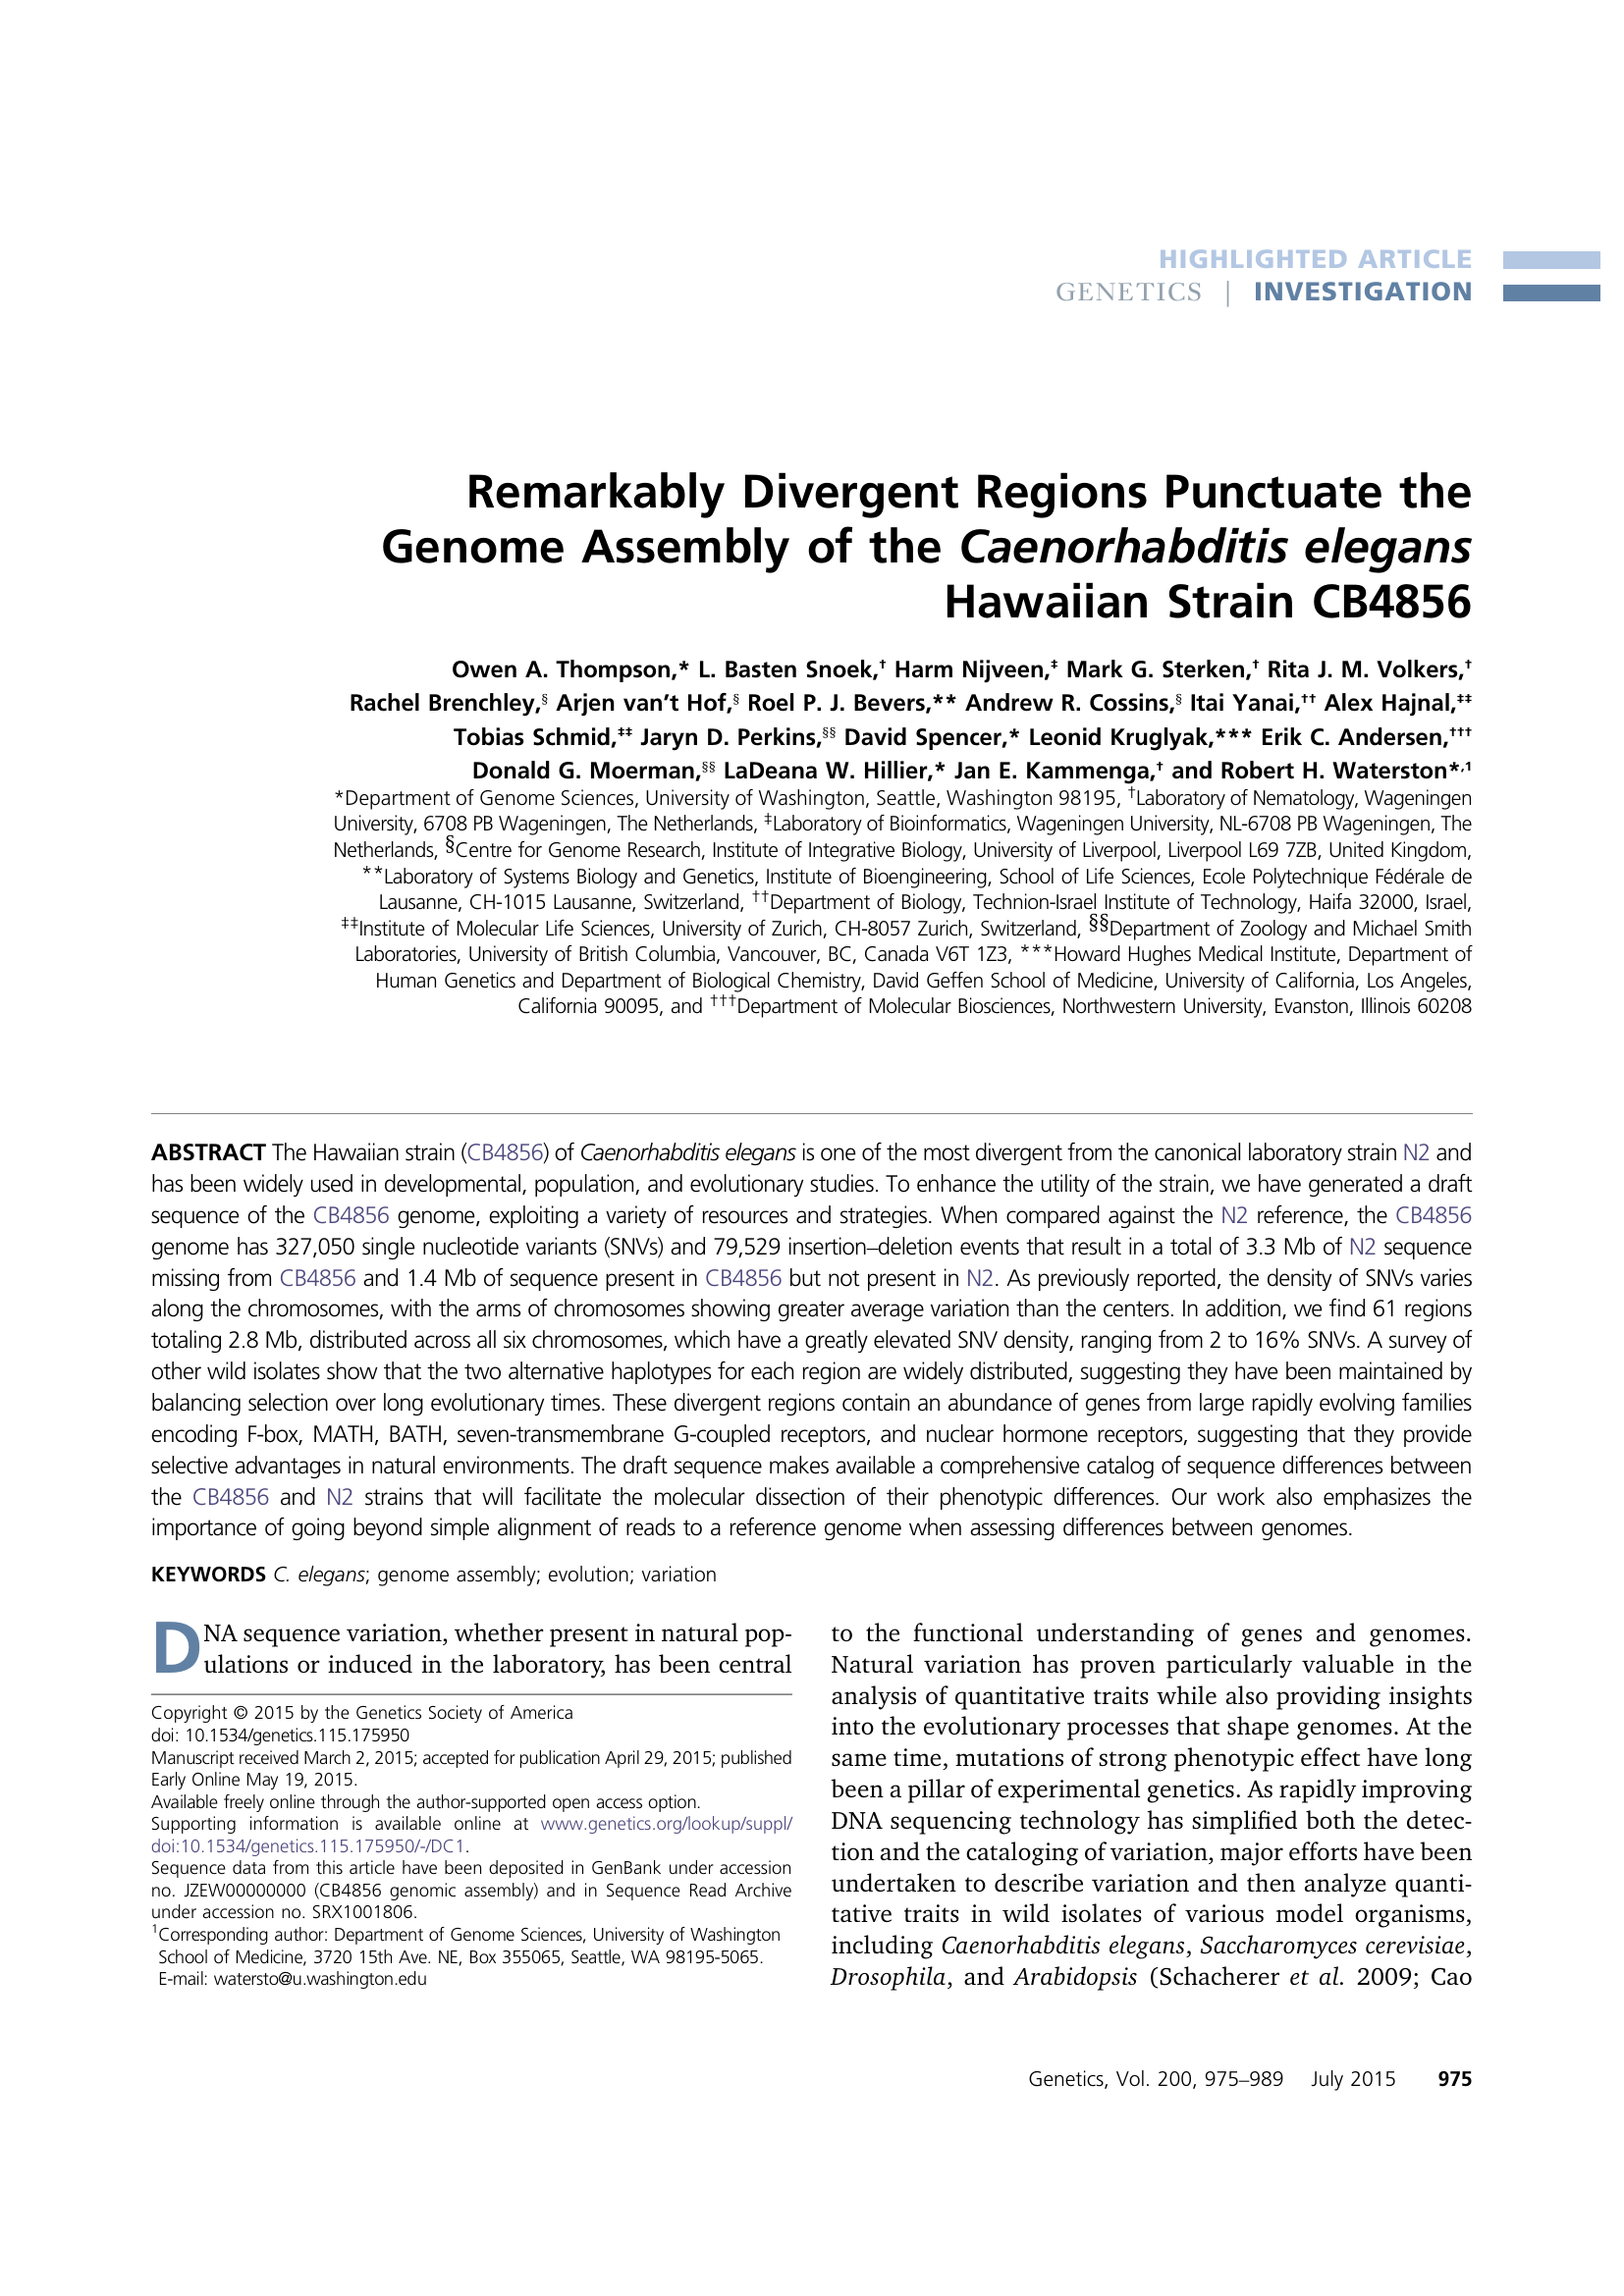 HIGHLIGHTED ARTICLE
GENETICS | INVESTIGATION
Remarkably Divergent Regions Punctuate the
Genome Assembly of the Caenorhabditis elegans
Hawaiian Strain CB4856
Owen A. Thompson,* L. Basten Snoek,† Harm Nijveen,‡ Mark G. Sterken,† Rita J. M. Volkers,†
Rachel Brenchley,§ Arjen van’t Hof,§ Roel P. J. Bevers,** Andrew R. Cossins,§ Itai Yanai,†† Alex Hajnal,‡‡
Tobias Schmid,‡‡ Jaryn D. Perkins,§§ David Spencer,* Leonid Kruglyak,*** Erik C. Andersen,†††
Donald G. Moerman,§§ LaDeana W. Hillier,* Jan E. Kammenga,† and Robert H. Waterston*,1
*Department of Genome Sciences, University of Washington, Seattle, Washington 98195, †Laboratory of Nematology, Wageningen
University, 6708 PB Wageningen, The Netherlands, ‡Laboratory of Bioinformatics, Wageningen University, NL-6708 PB Wageningen, The
Netherlands, §Centre for Genome Research, Institute of Integrative Biology, University of Liverpool, Liverpool L69 7ZB, United Kingdom,
**Laboratory of Systems Biology and Genetics, Institute of Bioengineering, School of Life Sciences, Ecole Polytechnique Fédérale de
Lausanne, CH-1015 Lausanne, Switzerland, ††Department of Biology, Technion-Israel Institute of Technology, Haifa 32000, Israel,
‡‡Institute of Molecular Life Sciences, University of Zurich, CH-8057 Zurich, Switzerland, §§Department of Zoology and Michael Smith
Laboratories, University of British Columbia, Vancouver, BC, Canada V6T 1Z3, ***Howard Hughes Medical Institute, Department of
Human Genetics and Department of Biological Chemistry, David Geffen School of Medicine, University of California, Los Angeles,
California 90095, and †††Department of Molecular Biosciences, Northwestern University, Evanston, Illinois 60208
ABSTRACT The Hawaiian strain (CB4856) of Caenorhabditis elegans is one of the most divergent from the canonical laboratory strain N2 and
has been widely used in developmental, population, and evolutionary studies. To enhance the utility of the strain, we have generated a draft
sequence of the CB4856 genome, exploiting a variety of resources and strategies. When compared against the N2 reference, the CB4856
genome has 327,050 single nucleotide variants (SNVs) and 79,529 insertion–deletion events that result in a total of 3.3 Mb of N2 sequence
missing from CB4856 and 1.4 Mb of sequence present in CB4856 but not present in N2. As previously reported, the density of SNVs varies
along the chromosomes, with the arms of chromosomes showing greater average variation than the centers. In addition, we find 61 regions
totaling 2.8 Mb, distributed across all six chromosomes, which have a greatly elevated SNV density, ranging from 2 to 16% SNVs. A survey of
other wild isolates show that the two alternative haplotypes for each region are widely distributed, suggesting they have been maintained by
balancing selection over long evolutionary times. These divergent regions contain an abundance of genes from large rapidly evolving families
encoding F-box, MATH, BATH, seven-transmembrane G-coupled receptors, and nuclear hormone receptors, suggesting that they provide
selective advantages in natural environments. The draft sequence makes available a comprehensive catalog of sequence differences between
the CB4856 and N2 strains that will facilitate the molecular dissection of their phenotypic differences. Our work also emphasizes the
importance of going beyond simple alignment of reads to a reference genome when assessing differences between genomes.
KEYWORDS C. elegans; genome assembly; evolution; variation
DNA sequence variation, whether present in natural pop-
ulations or induced in the laboratory, has been central
Copyright © 2015 by the Genetics Society of America
doi: 10.1534/genetics.115.175950
Manuscript received March 2, 2015; accepted for publication April 29, 2015; published
Early Online May 19, 2015.
Available freely online through the author-supported open access option.
Supporting information is available online at www.genetics.org/lookup/suppl/
doi:10.1534/genetics.115.175950/-/DC1.
Sequence data from this article have been deposited in GenBank under accession
no. JZEW00000000 (CB4856 genomic assembly) and in Sequence Read Archive
under accession no. SRX1001806.
1Corresponding author: Department of Genome Sciences, University of Washington
School of Medicine, 3720 15th Ave. NE, Box 355065, Seattle, WA 98195-5065.
E-mail: watersto@u.washington.edu
to the functional understanding of genes and genomes.
Natural variation has proven particularly valuable in the
analysis of quantitative traits while also providing insights
into the evolutionary processes that shape genomes. At the
same time, mutations of strong phenotypic effect have long
been a pillar of experimental genetics. As rapidly improving
DNA sequencing technology has simplified both the detec-
tion and the cataloging of variation, major efforts have been
undertaken to describe variation and then analyze quanti-
tative traits in wild isolates of various model organisms,
including Caenorhabditis elegans, Saccharomyces cerevisiae,
Drosophila, and Arabidopsis (Schacherer et al. 2009; Cao
Genetics, Vol. 200, 975–989 July 2015 975